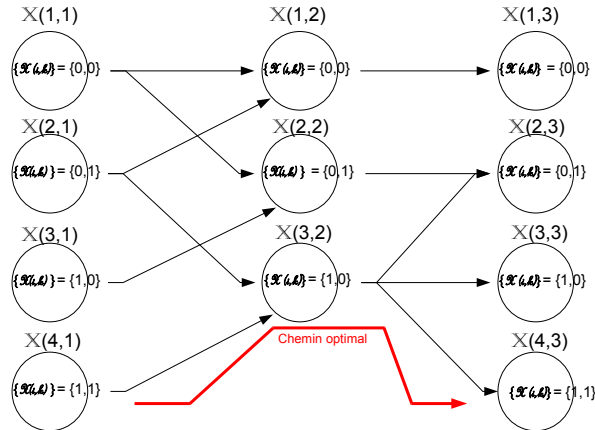 𝕏(1,1) 𝕏(1,2) 𝕏(1,3)
{𝒳(i,k)} = {0,0} {𝒳(i,k)} = {0,0} {𝒳(i,k)} = {0,0}
𝕏(2,1) 𝕏(2,2) 𝕏(2,3)
{𝒳(i,k)} = {0,1} {𝒳(i,k)} = {0,1} {𝒳(i,k)} = {0,1}
𝕏(3,1) 𝕏(3,2) 𝕏(3,3)
{𝒳(i,k)} = {1,0} {𝒳(i,k)} = {1,0} {𝒳(i,k)} = {1,0}
Chemin optimal
𝕏(4,1) 𝕏(4,3)
{𝒳(i,k)} = {1,1} {𝒳(i,k)} = {1,1}